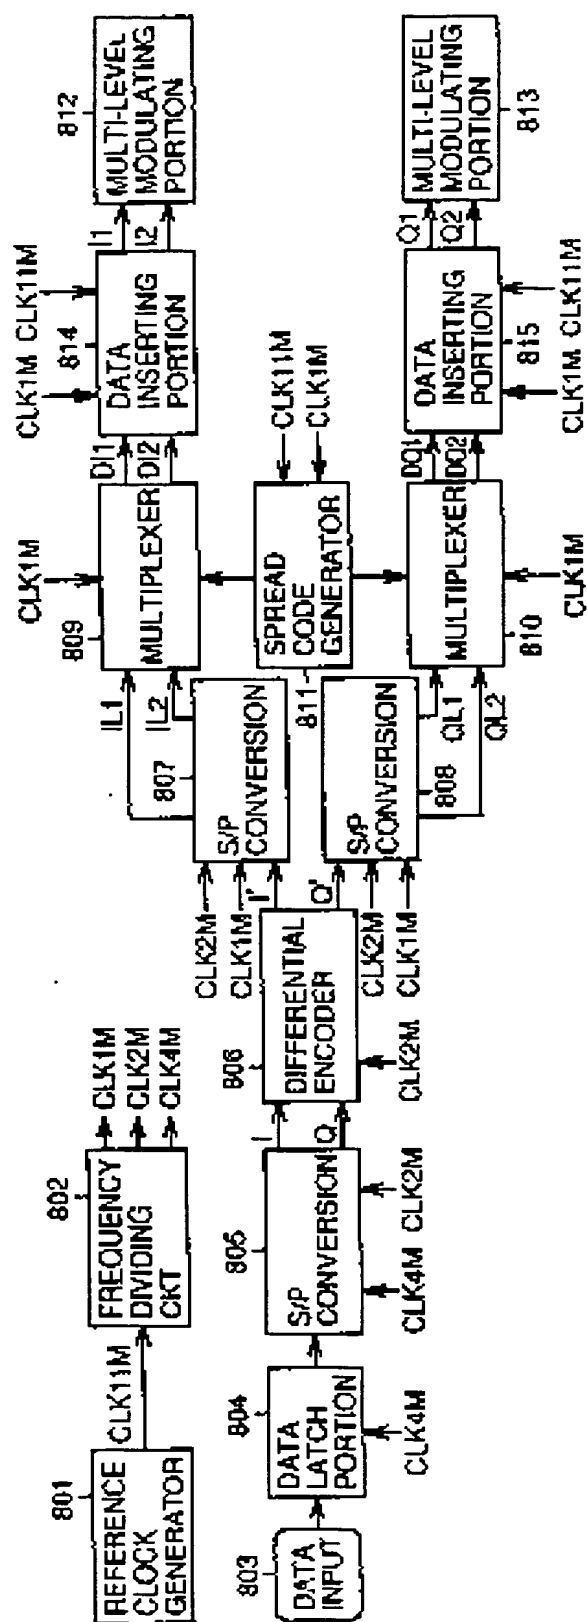 801
REFERENCE
CLOCK
GENERATOR
CLK11M
802
FREQUENCY
DIVIDING
CKT
CLK1M
CLK2M
CLK4M
803
DATA
INPUT
804
DATA
LATCH
PORTION
CLK4M
805
S/P
CONVERSION
CLK4M
CLK2M
I
Q
806
DIFFERENTIAL
ENCODER
CLK2M
I'
Q'
CLK2M
CLK1M
807
S/P
CONVERSION
IL1
IL2
CLK2M
CLK1M
808
S/P
CONVERSION
QL1
QL2
809
MULTIPLEXER
CLK1M
DI1
DI2
811
SPREAD
CODE
GENERATOR
CLK11M
CLK1M
810
MULTIPLEXER
CLK1M
DQ1
DQ2
814
DATA
INSERTING
PORTION
CLK1M
CLK11M
I1
I2
815
DATA
INSERTING
PORTION
CLK1M
CLK11M
Q1
Q2
812
MULTI-LEVEL
MODULATING
PORTION
813
MULTI-LEVEL
MODULATING
PORTION